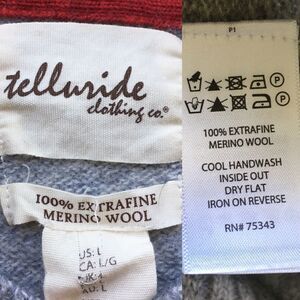 telluride
clothing co.®
100% EXTRAFINE
MERINO WOOL
US: L
CA: L/G
AU: L
P1
100% EXTRAFINE
MERINO WOOL
COOL HANDWASH
INSIDE OUT
DRY FLAT
IRON ON REVERSE
RN# 75343